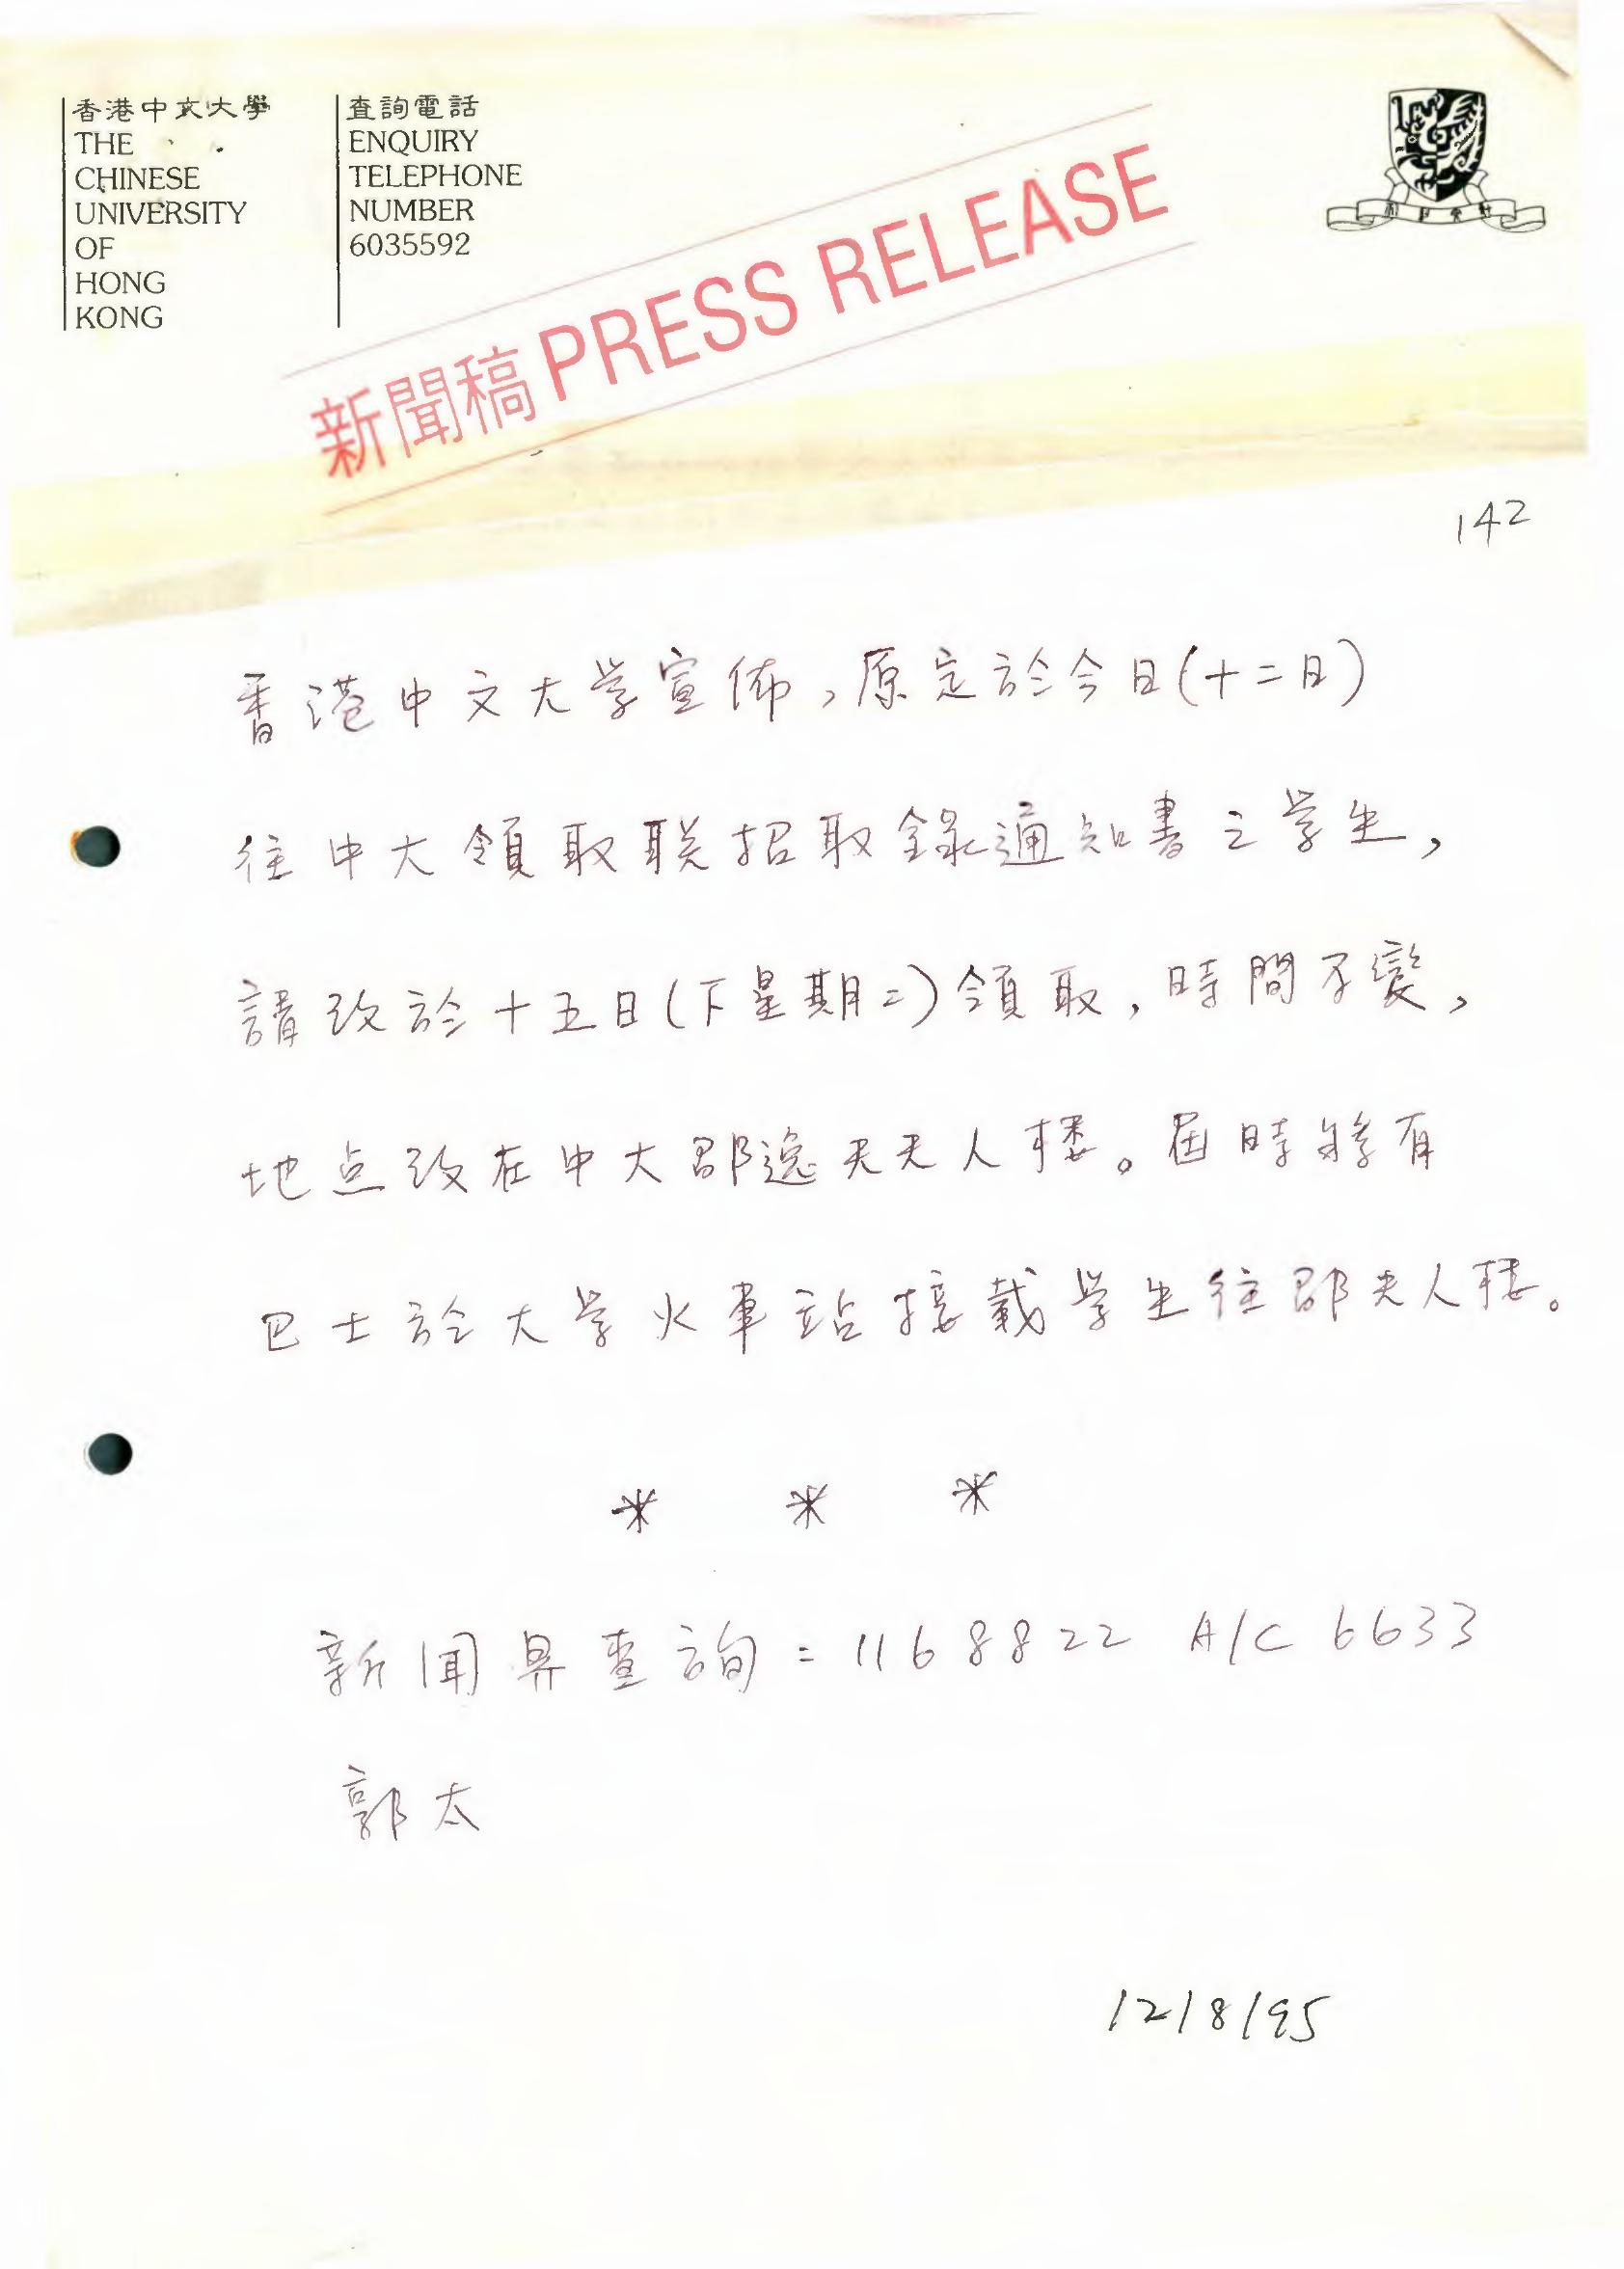 香港中文大學
THE
CHINESE
UNIVERSITY
OF
HONG
KONG
查詢電話
ENQUIRY
TELEPHONE
NUMBER
6035592
新聞稿 PRESS RELEASE
142
香港中文大学宣佈，原定於今日(十二日)
往中大領取联招取錄通知書之学生，
請改於十五日(下星期二)領取，時間不變，
地点改在中大邵逸夫夫人楼。屆時將有
巴士於大学火車站接載学生往邵夫人楼。
* * *
新聞界查詢：1168822 A/C 6633
郭太
12/8/95